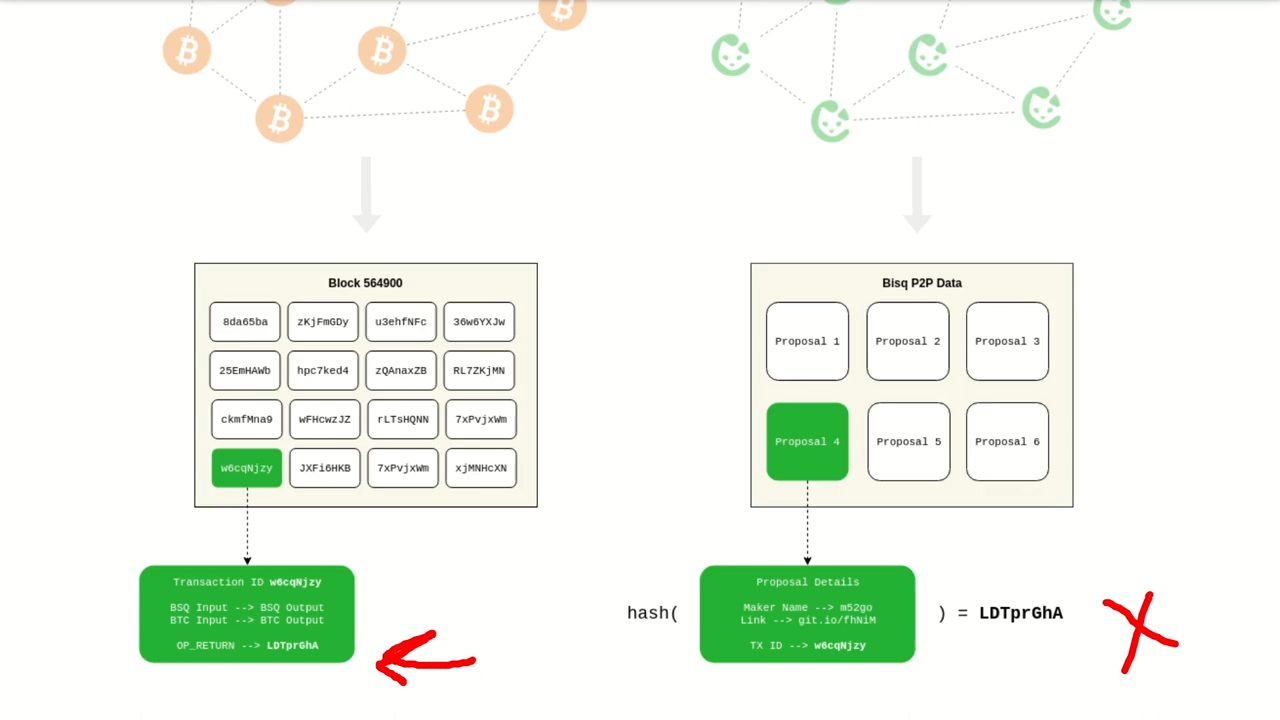 Block 564900
8da65ba zKjFmGDy u3ehfNFc 36w6YXJw
25EmHAWb hpc7ked4 zQAnaxZB RL7ZKjMN
ckmfMna9 wFHcwzJZ rLTsHQNN 7xPvjxWm
w6cqNjzy JXFi6HKB 7xPvjxWm xjMNHcXN
Transaction ID w6cqNjzy
BSQ Input --> BSQ Output
BTC Input --> BTC Output
OP_RETURN --> LDTprGhA
Bisq P2P Data
Proposal 1 Proposal 2 Proposal 3
Proposal 4 Proposal 5 Proposal 6
hash(
Proposal Details
Maker Name --> m52go
Link --> git.io/fhNiM
TX ID --> w6cqNjzy
) = LDTprGhA